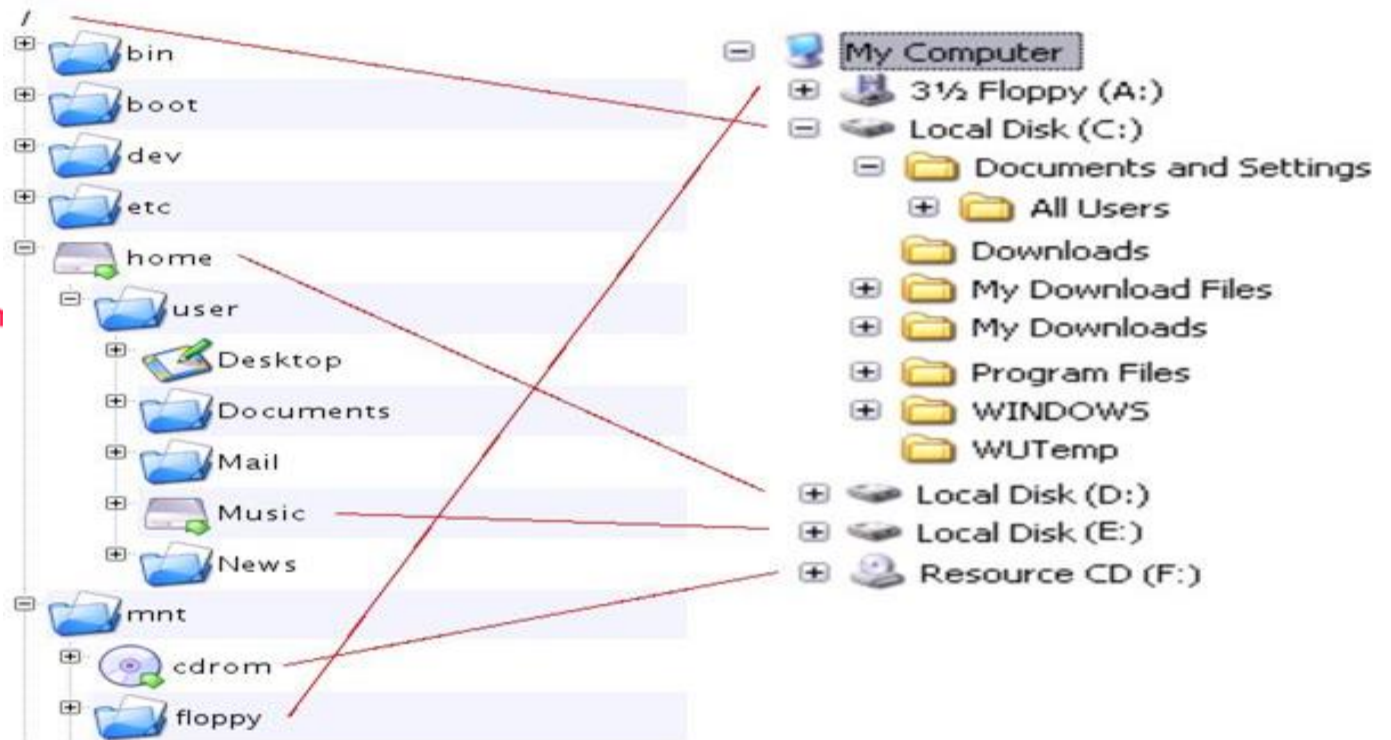 /
bin
boot
dev
etc
home
user
Desktop
Documents
Mail
Music
News
mnt
cdrom
floppy
My Computer
3½ Floppy (A:)
Local Disk (C:)
Documents and Settings
All Users
Downloads
My Download Files
My Downloads
Program Files
WINDOWS
WUTemp
Local Disk (D:)
Local Disk (E:)
Resource CD (F:)